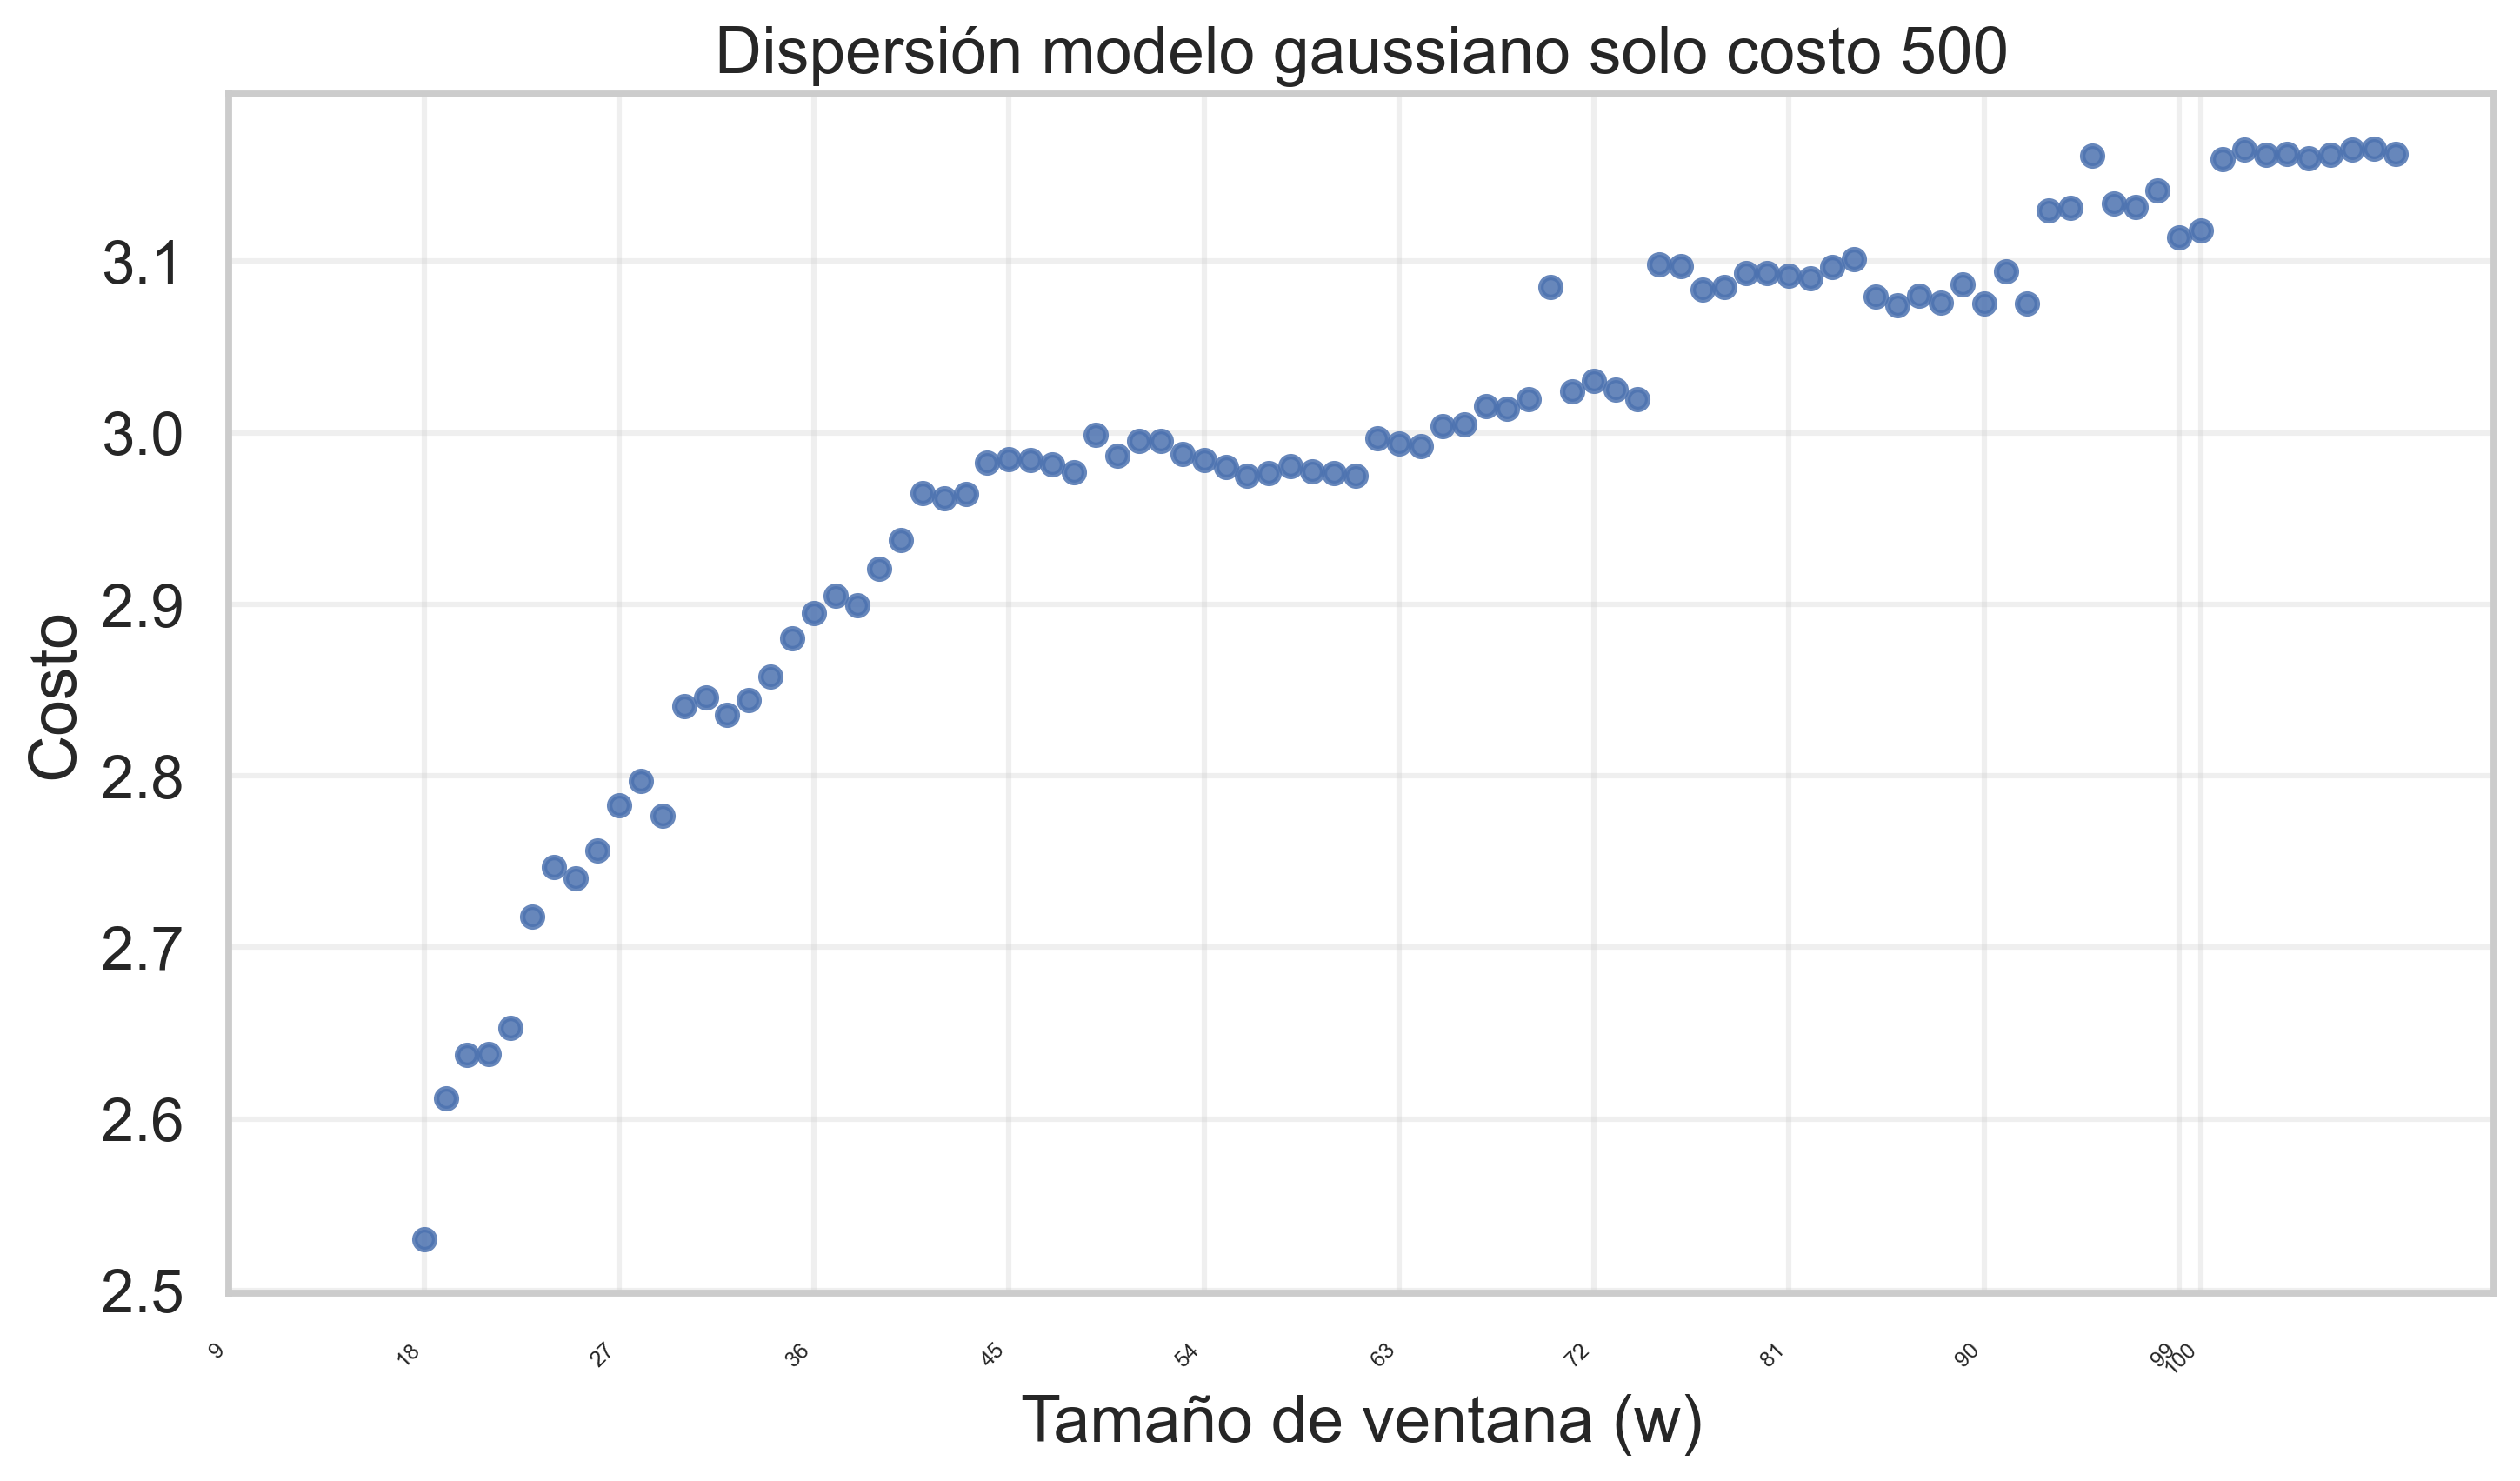 Dispersión modelo gaussiano solo costo 500
Costo
3.1
3.0
2.9
2.8
2.7
2.6
2.5
9 18 27 36 45 54 63 72 81 90 99 100
Tamaño de ventana (w)